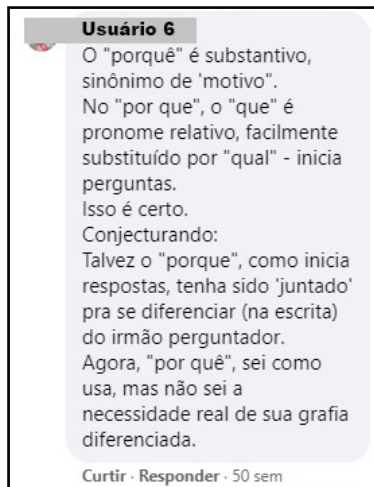 Usuário 6
O "porquê" é substantivo,
sinônimo de 'motivo".
No "por que", o "que" é
pronome relativo, facilmente
substituído por "qual" - inicia
perguntas.
Isso é certo.
Conjecturando:
Talvez o "porque", como inicia
respostas, tenha sido 'juntado'
pra se diferenciar (na escrita)
do irmão perguntador.
Agora, "por quê", sei como
usa, mas não sei a
necessidade real de sua grafia
diferenciada.
Curtir · Responder · 50 sem